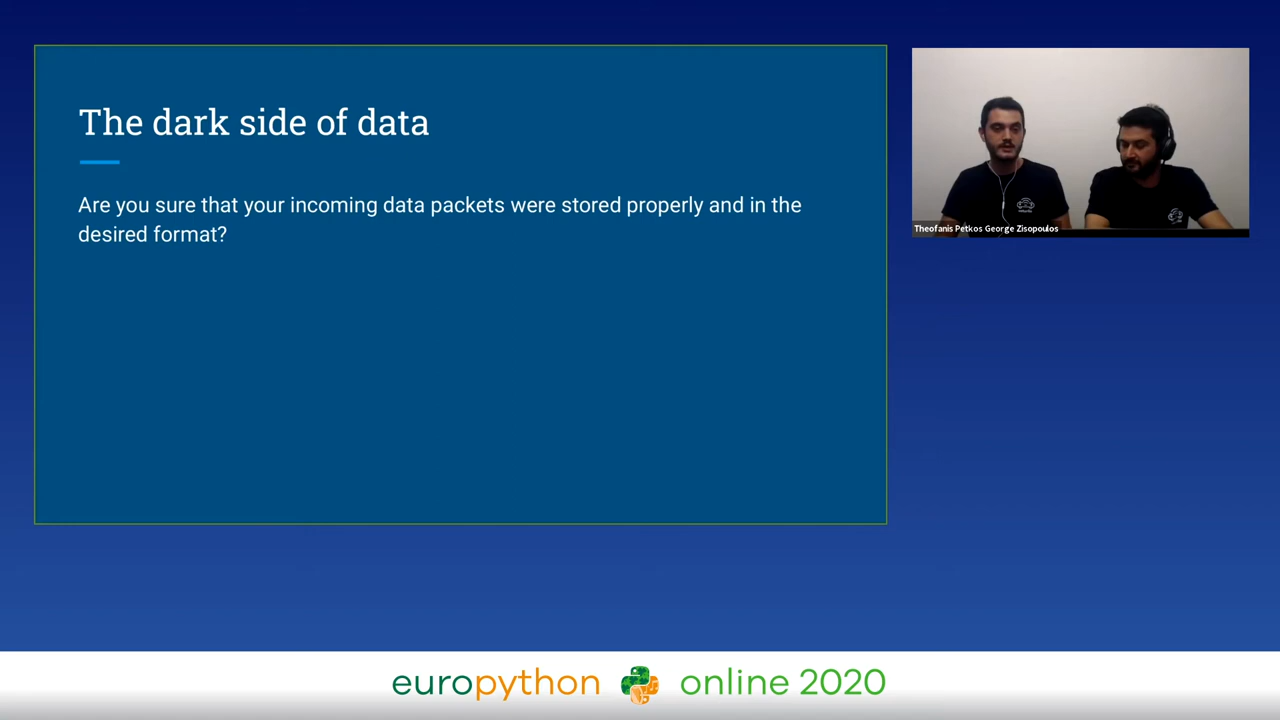 The dark side of data
Are you sure that your incoming data packets were stored properly and in the
desired format?
Theofanis Petkos George Zisopoulos
europython online 2020